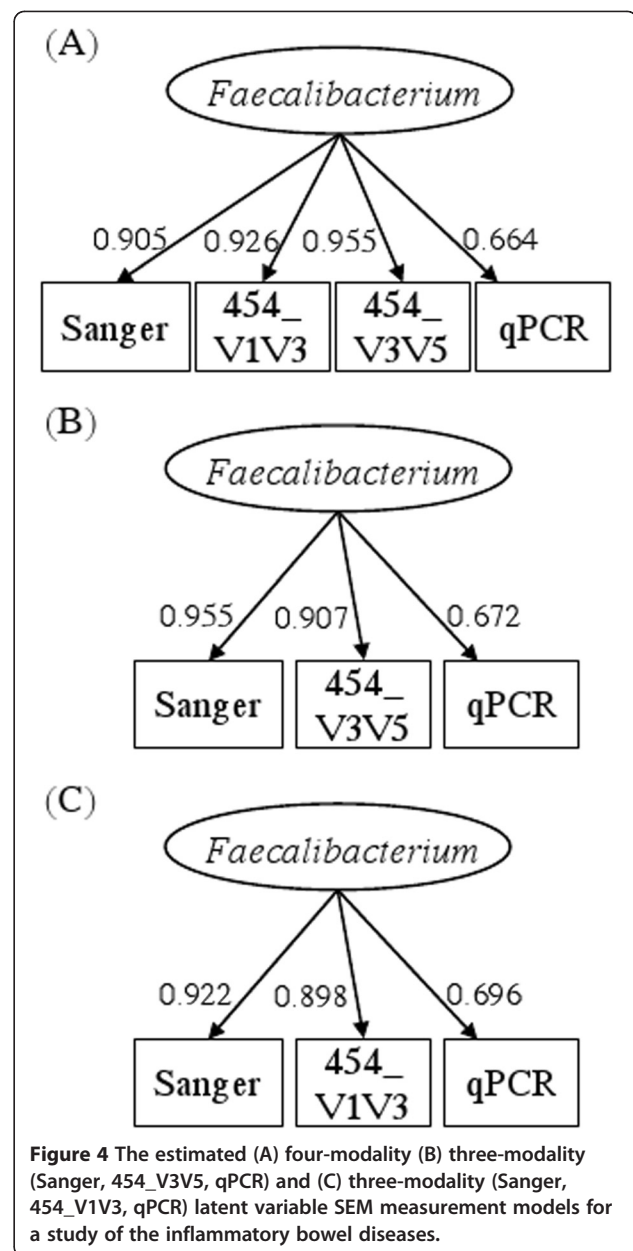 (A)
Faecalibacterium
0.905 0.926 0.955 0.664
Sanger 454_ V1V3 454_ V3V5 qPCR
(B)
Faecalibacterium
0.955 0.907 0.672
Sanger 454_ V3V5 qPCR
(C)
Faecalibacterium
0.922 0.898 0.696
Sanger 454_ V1V3 qPCR
Figure 4 The estimated (A) four-modality (B) three-modality
(Sanger, 454_V3V5, qPCR) and (C) three-modality (Sanger,
454_V1V3, qPCR) latent variable SEM measurement models for
a study of the inflammatory bowel diseases.